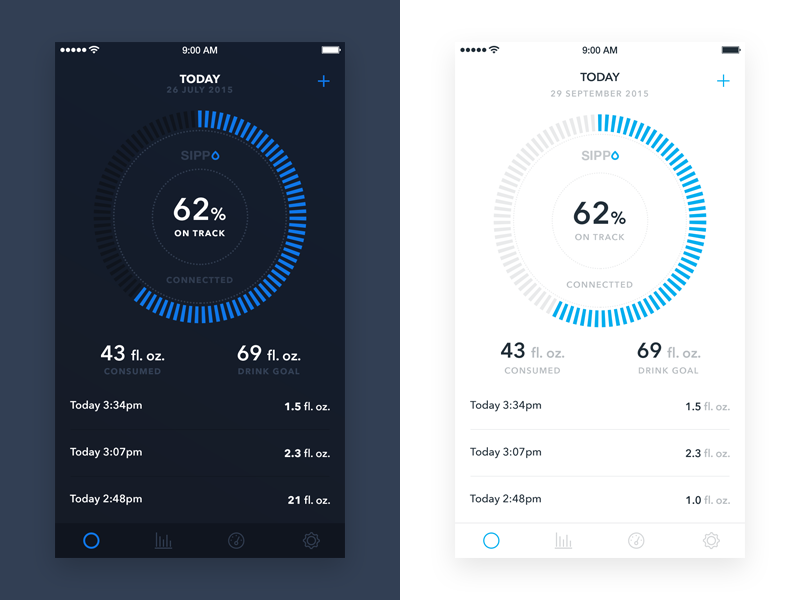 9:00 AM
TODAY
26 JULY 2015
SIPP
62%
ON TRACK
CONNECTTED
43 fl. oz.
CONSUMED
69 fl. oz.
DRINK GOAL
Today 3:34pm 1.5 fl. oz.
Today 3:07pm 2.3 fl. oz.
Today 2:48pm 21 fl. oz.
9:00 AM
TODAY
29 SEPTEMBER 2015
SIPP
62%
ON TRACK
CONNECTTED
43 fl. oz.
CONSUMED
69 fl. oz.
DRINK GOAL
Today 3:34pm 1.5 fl. oz.
Today 3:07pm 2.3 fl. oz.
Today 2:48pm 1.0 fl. oz.